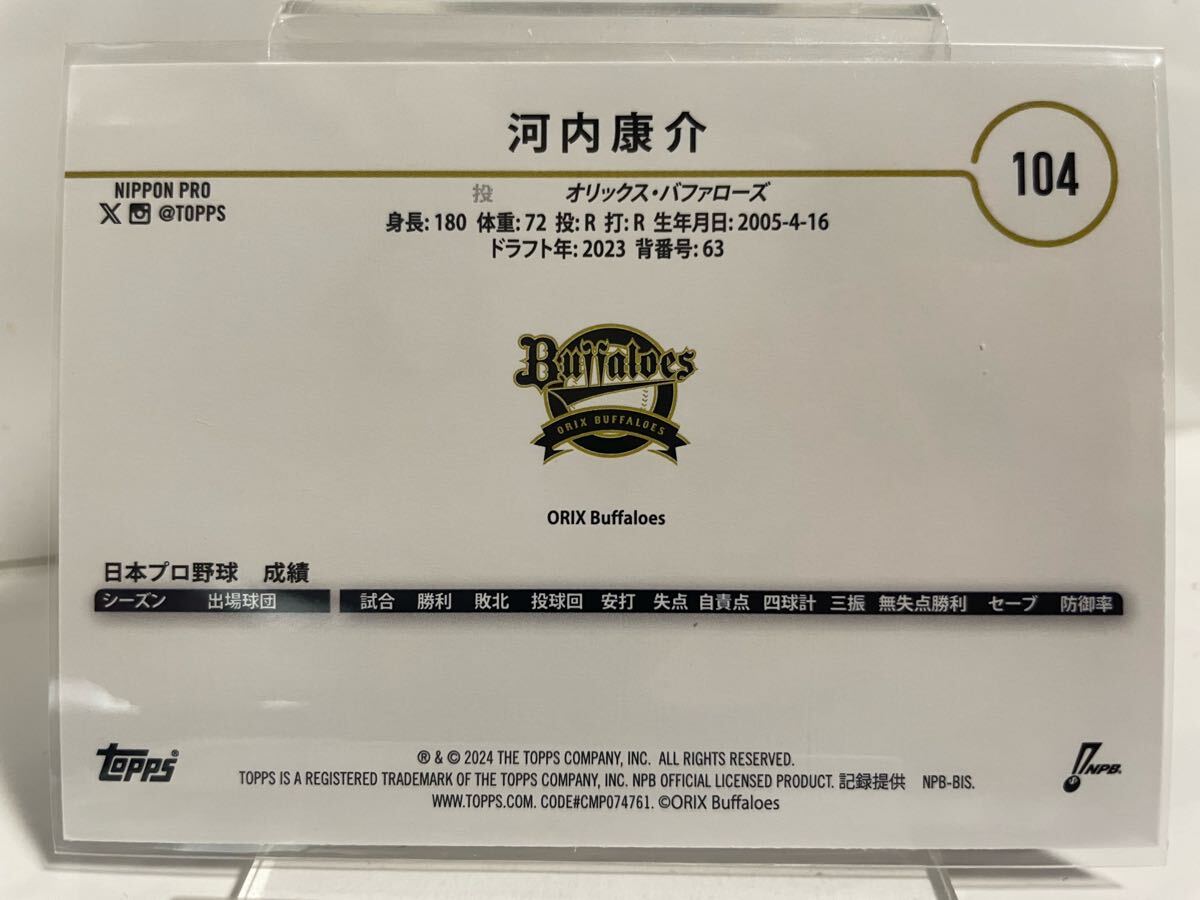 河内康介
104
NIPPON PRO
@TOPPS
投 オリックス・バファローズ
身長: 180 体重: 72 投: R 打: R 生年月日: 2005-4-16
ドラフト年: 2023 背番号: 63
Buffaloes
ORIX BUFFALOES
ORIX Buffaloes
日本プロ野球 成績
シーズン 出場球団 試合 勝利 敗北 投球回 安打 失点 自責点 四球計 三振 無失点勝利 セーブ 防御率
Topps®
® & © 2024 THE TOPPS COMPANY, INC. ALL RIGHTS RESERVED.
TOPPS IS A REGISTERED TRADEMARK OF THE TOPPS COMPANY, INC. NPB OFFICIAL LICENSED PRODUCT. 記録提供 NPB-BIS.
WWW.TOPPS.COM. CODE#CMP074761. ©ORIX Buffaloes
NPB.